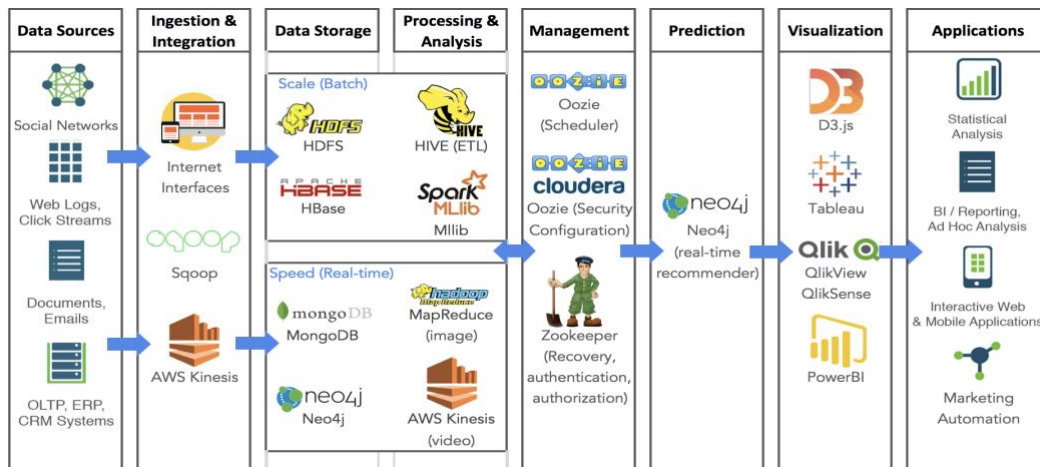 Data Sources
Ingestion &
Integration
Data Storage
Processing &
Analysis
Management
Prediction
Visualization
Applications
Social Networks
Web Logs,
Click Streams
Documents,
Emails
OLTP, ERP,
CRM Systems
Internet
Interfaces
sqoop
Sqoop
AWS Kinesis
Scale (Batch)
HDFS
HDFS
APACHE
HBASE
HBase
HIVE
HIVE (ETL)
Spark
MLlib
Mllib
Speed (Real-time)
mongoDB
MongoDB
neo4j
Neo4j
hadoop
Map Reduce
MapReduce
(image)
AWS Kinesis
(video)
OOZIE
Oozie
(Scheduler)
OOZIE
cloudera
Oozie (Security
Configuration)
Zookeeper
(Recovery,
authentication,
authorization)
neo4j
Neo4j
(real-time
recommender)
D3
D3.js
Tableau
Qlik
QlikView
QlikSense
PowerBI
Statistical
Analysis
BI / Reporting,
Ad Hoc Analysis
Interactive Web
& Mobile Applications
Marketing
Automation